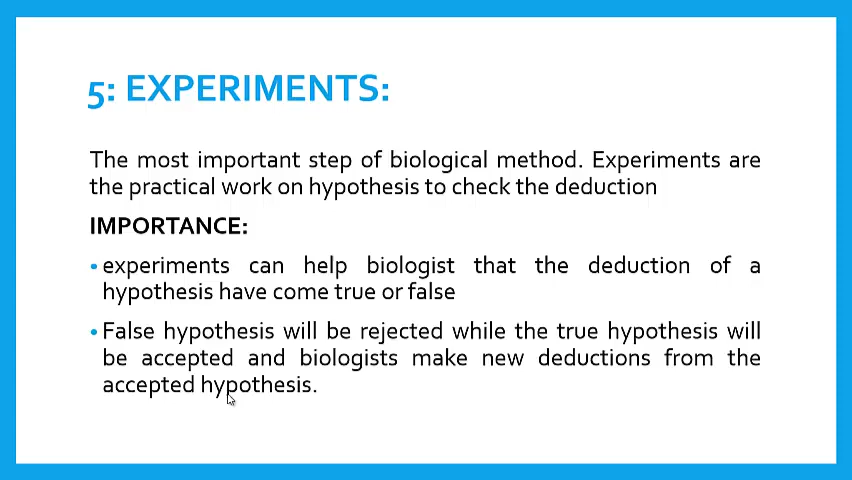 5: EXPERIMENTS:
The most important step of biological method. Experiments are
the practical work on hypothesis to check the deduction
IMPORTANCE:
•experiments can help biologist that the deduction of a
hypothesis have come true or false
•False hypothesis will be rejected while the true hypothesis will
be accepted and biologists make new deductions from the
accepted hypothesis.